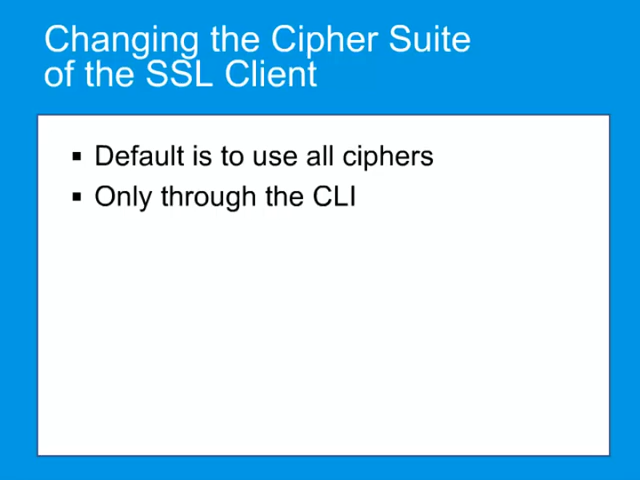 Changing the Cipher Suite
of the SSL Client
▪ Default is to use all ciphers
▪ Only through the CLI